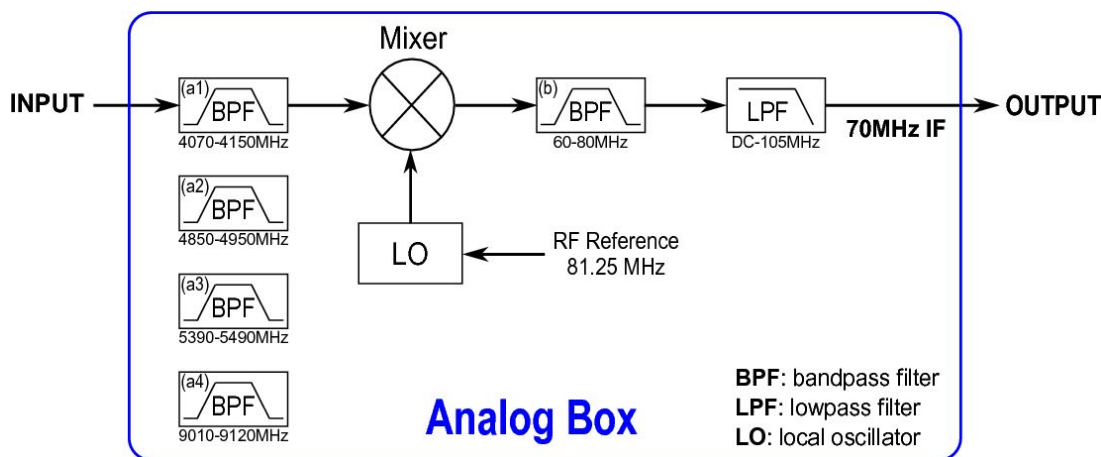 Mixer
INPUT
(a1)
BPF
4070-4150MHz
(b)
BPF
60-80MHz
LPF
DC-105MHz
70MHz IF
OUTPUT
(a2)
BPF
4850-4950MHz
LO
RF Reference
81.25 MHz
(a3)
BPF
5390-5490MHz
(a4)
BPF
9010-9120MHz
Analog Box
BPF: bandpass filter
LPF: lowpass filter
LO: local oscillator